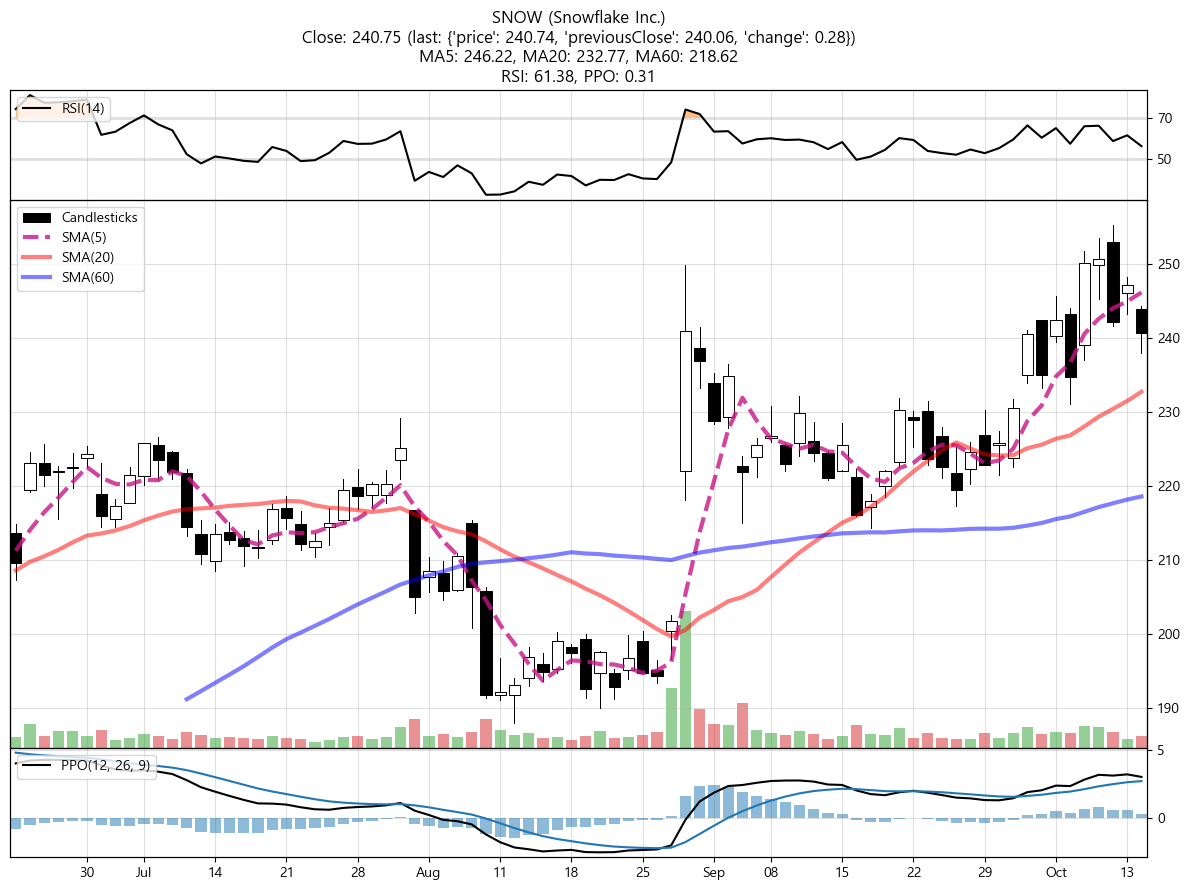 SNOW (Snowflake Inc.)
Close: 240.75 (last: {'price': 240.74, 'previousClose': 240.06, 'change': 0.28})
MA5: 246.22, MA20: 232.77, MA60: 218.62
RSI: 61.38, PPO: 0.31
RSI(14)
70
50
Candlesticks
SMA(5)
SMA(20)
SMA(60)
250
240
230
220
210
200
190
PPO(12, 26, 9)
5
0
30 Jul 14 21 28 Aug 11 18 25 Sep 08 15 22 29 Oct 13